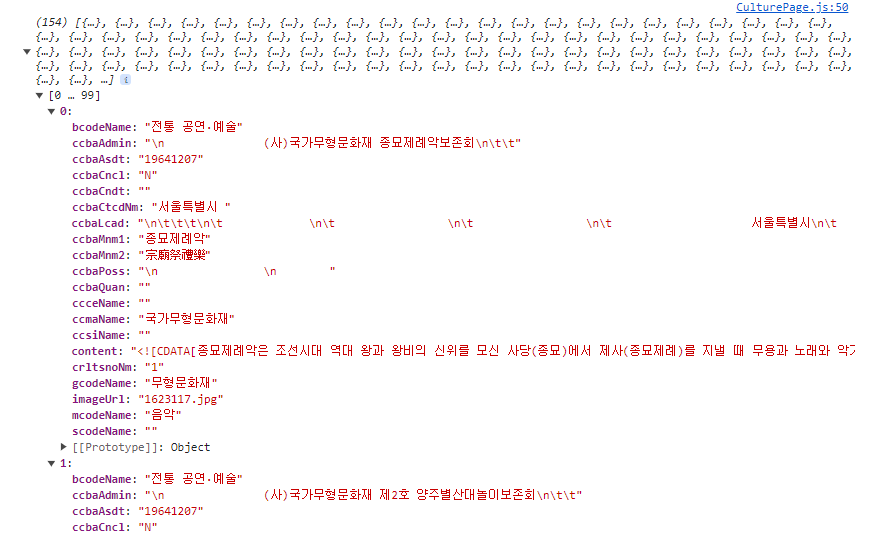 CulturePage.js:50
(154) [{…}, {…}, {…}, {…}, {…}, {…}, {…}, {…}, {…}, {…}, {…}, {…}, {…}, {…}, {…}, {…}, {…}, {…}, {…}, {…}, {…}, {…}, {…},
{…}, {…}, {…}, {…}, {…}, {…}, {…}, {…}, {…}, {…}, {…}, {…}, {…}, {…}, {…}, {…}, {…}, {…}, {…}, {…}, {…}, {…}, {…}, {…}, {…},
{…}, {…}, {…}, {…}, {…}, {…}, {…}, {…}, {…}, {…}, {…}, {…}, {…}, {…}, {…}, {…}, {…}, {…}, {…}, {…}, {…}, {…}, {…}, {…}, {…},
{…}, {…}, {…}, {…}, {…}, {…}, {…}, {…}, {…}, {…}, {…}, {…}, {…}, {…}, {…}, {…}, {…}, {…}, {…}, {…}, {…}, {…}, {…}, {…}, {…},
{…}, {…}, …] i
▼ [0 … 99]
▼ 0:
bcodeName: "전통 공연·예술"
ccbaAdmin: "\n (사)국가무형문화재 종묘제례악보존회\n\t\t"
ccbaAsdt: "19641207"
ccbaCncl: "N"
ccbaCndt: ""
ccbaCtcdNm: "서울특별시 "
ccbaLcad: "\n\t\t\t\n\t \n\t \n\t \n\t 서울특별시\n\t
ccbaMnm1: "종묘제례악"
ccbaMnm2: "宗廟祭禮樂"
ccbaPoss: "\n \n "
ccbaQuan: ""
ccceName: ""
ccmaName: "국가무형문화재"
ccsiName: ""
content: "<![CDATA[종묘제례악은 조선시대 역대 왕과 왕비의 신위를 모신 사당(종묘)에서 제사(종묘제례)를 지낼 때 무용과 노래와 악기
crltsnoNm: "1"
gcodeName: "무형문화재"
imageUrl: "1623117.jpg"
mcodeName: "음악"
scodeName: ""
▶ [[Prototype]]: Object
▼ 1:
bcodeName: "전통 공연·예술"
ccbaAdmin: "\n (사)국가무형문화재 제2호 양주별산대놀이보존회\n\t\t"
ccbaAsdt: "19641207"
ccbaCncl: "N"